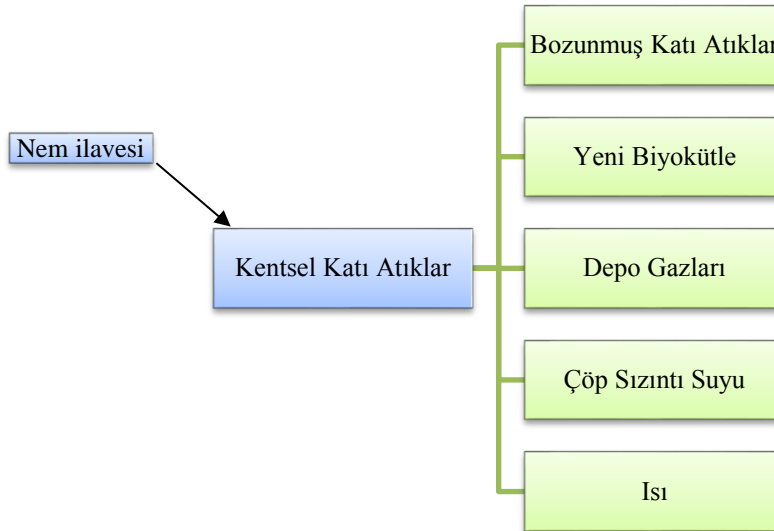 Bozunmuş Katı Atıklar
Nem ilavesi
Yeni Biyokütle
Kentsel Katı Atıklar
Depo Gazları
Çöp Sızıntı Suyu
Isı